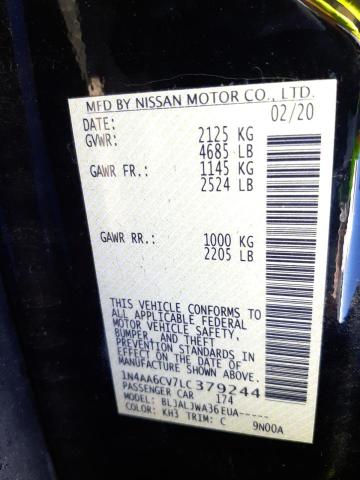 MFD BY NISSAN MOTOR CO., LTD.
DATE: 02/20
GVWR: 2125 KG
4685 LB
GAWR FR.: 1145 KG
2524 LB
GAWR RR.: 1000 KG
2205 LB
THIS VEHICLE CONFORMS TO
ALL APPLICABLE FEDERAL
MOTOR VEHICLE SAFETY,
BUMPER, AND THEFT
PREVENTION STANDARDS IN
EFFECT ON THE DATE OF
MANUFACTURE SHOWN ABOVE.
1N4AA6CV7LC379244
PASSENGER CAR 174
MODEL: BLJALJWA36EUA-----
COLOR: KH3 TRIM: C 9N00A